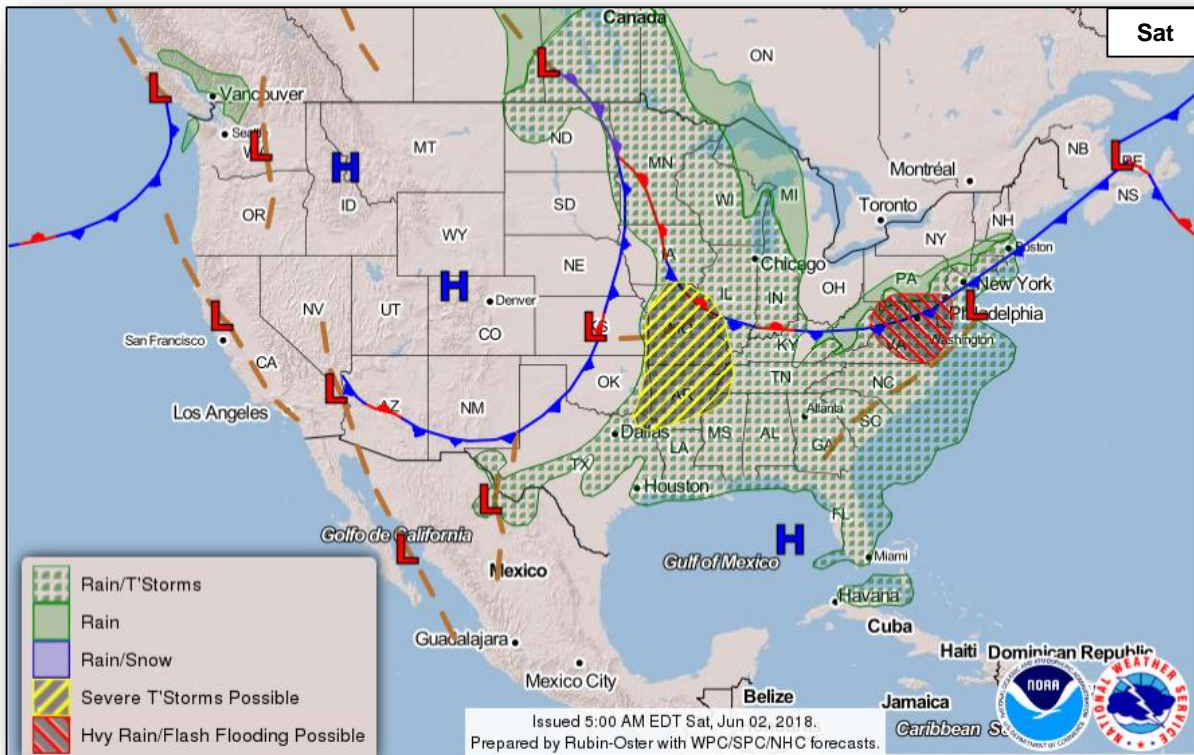 Canada
Sat
ON
Vancouver
Seattl
W
MT
ND
MN
Montréal
NB
PE
NS
OR
ID
SD
WI
MI
Toronto
NH
WY
NY
Boston
IA
NE
Chicago
PA
New York
NV
UT
Denver
IL
IN
OH
Philadelphia
San Francisco
CO
KS
MO
KY
VA
Washington
CA
OK
TN
NC
Los Angeles
AZ
NM
AR
Atlanta
SC
Dallas
MS
AL
GA
LA
TX
Houston
FL
Golfo de California
Gulf of Mexico
Miami
Mexico
Havana
Cuba
Guadalajara
Haiti
Dominican Republic
Mexico City
Belize
Jamaica
Caribbean Se
H
H
H
L
L
L
L
L
L
L
L
L
L
Rain/T'Storms
Rain
Rain/Snow
Severe T'Storms Possible
Hvy Rain/Flash Flooding Possible
Issued 5:00 AM EDT Sat, Jun 02, 2018.
Prepared by Rubin-Oster with WPC/SPC/NHC forecasts.
NOAA
NATIONAL WEATHER SERVICE